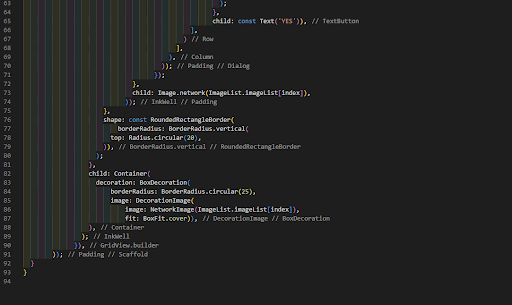 63 );
64 },
65 child: const Text('YES')), // TextButton
66 ],
67 ) // Row
68 ],
69 ), // Column
70 )); // Padding // Dialog
71 });
72 },
73 child: Image.network(ImageList.imageList[index]),
74 )); // InkWell // Padding
75 },
76 shape: const RoundedRectangleBorder(
77 borderRadius: BorderRadius.vertical(
78 top: Radius.circular(20),
79 )), // BorderRadius.vertical // RoundedRectangleBorder
80 );
81 },
82 child: Container(
83 decoration: BoxDecoration(
84 borderRadius: BorderRadius.circular(25),
85 image: DecorationImage(
86 image: NetworkImage(ImageList.imageList[index]),
87 fit: BoxFit.cover)), // DecorationImage // BoxDecoration
88 ), // Container
89 ); // InkWell
90 }), // GridView.builder
91 )); // Padding // Scaffold
92 }
93 }
94